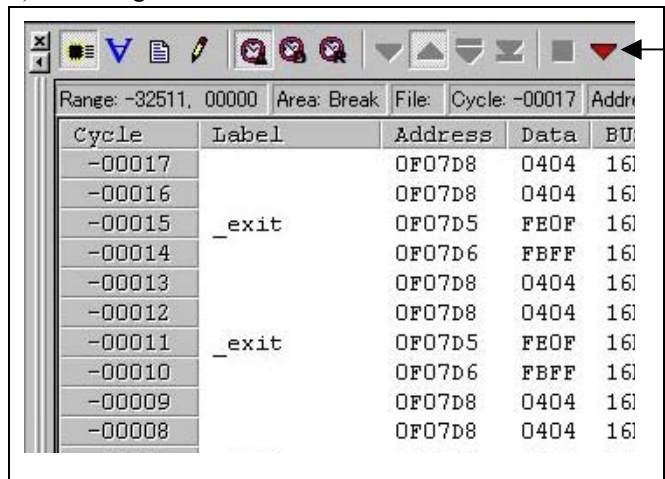 Range: -32511, 00000 Area: Break File: Cycle: -00017 Addre
Cycle Label Address Data BU
-00017 0F07D8 0404 16
-00016 0F07D8 0404 16
-00015 _exit 0F07D5 FE0F 16
-00014 0F07D6 FBFF 16
-00013 0F07D8 0404 16
-00012 0F07D8 0404 16
-00011 _exit 0F07D5 FE0F 16
-00010 0F07D6 FBFF 16
-00009 0F07D8 0404 16
-00008 0F07D8 0404 16